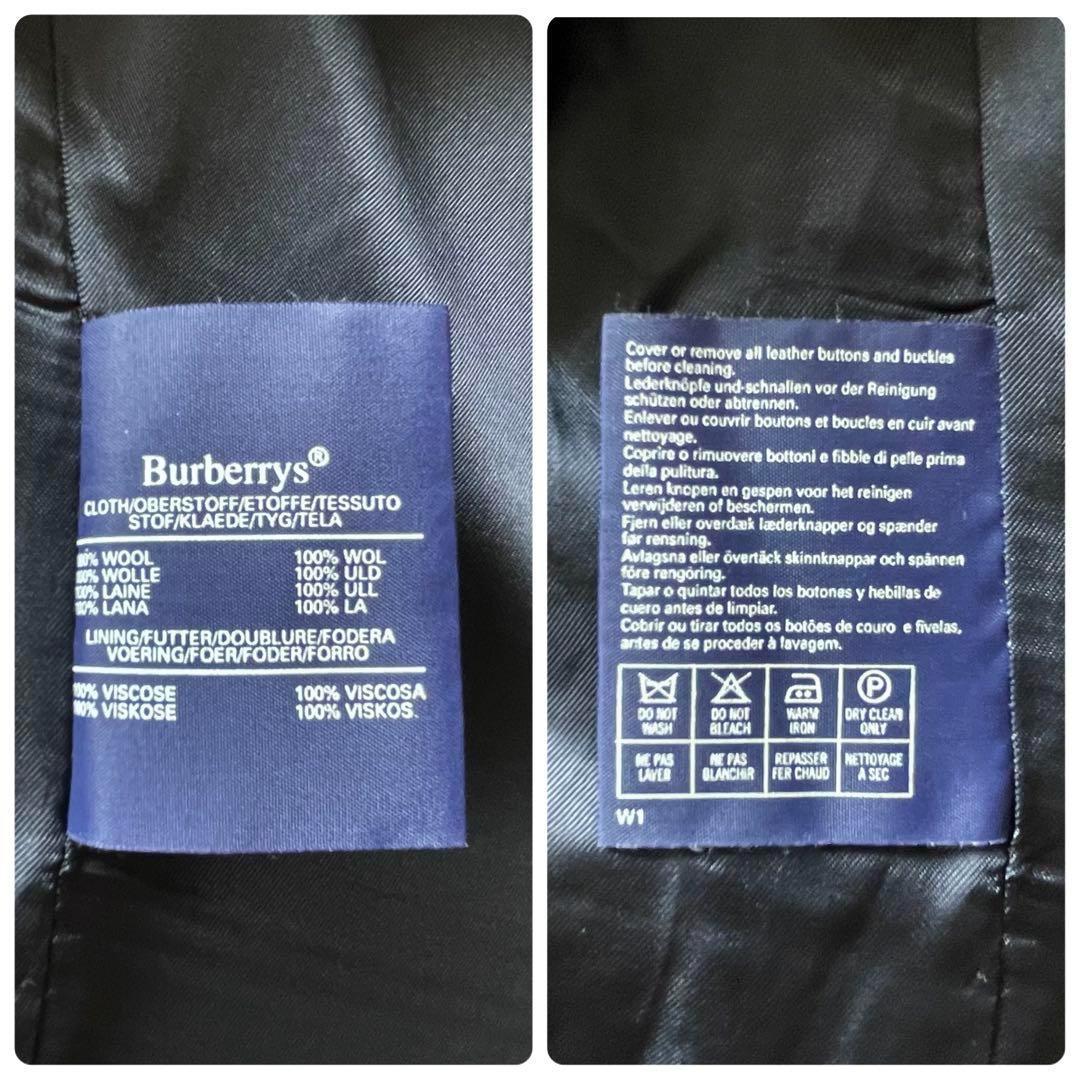 Burberrys®
CLOTH/OBERSTOFF/ETOFFE/TESSUTO
STOF/KLAEDE/TYG/TELA
100% WOOL 100% WOL
100% WOLLE 100% ULD
100% LAINE 100% ULL
100% LANA 100% LA
LINING/FUTTER/DOUBLURE/FODERA
VOERING/FOER/FODER/FORRO
100% VISCOSE 100% VISCOSA
100% VISKOSE 100% VISKOS.
Cover or remove all leather buttons and buckles
before cleaning.
Lederknöpfe und-schnallen vor der Reinigung
schützen oder abtrennen.
Enlever ou couvrir boutons et boucles en cuir avant
nettoyage.
Coprire o rimuovere bottoni e fibbie di pelle prima
della pulitura.
Leren knopen en gespen voor het reinigen
verwijderen of beschermen.
Fjern eller overdæk læderknapper og spænder
før rensning.
Avlagsna eller övertäck skinnknappar och spännen
före rengöring.
Tapar o quintar todos los botones y hebillas de
cuero antes de limpiar.
Cobrir ou tirar todos os botões de couro e fivelas,
antes de se proceder à lavagem.
P
DO NOT WASH
DO NOT BLEACH
WARM IRON
DRY CLEAN ONLY
NE PAS LAVER
NE PAS BLANCHIR
REPASSER FER CHAUD
NETTOYAGE A SEC
W1